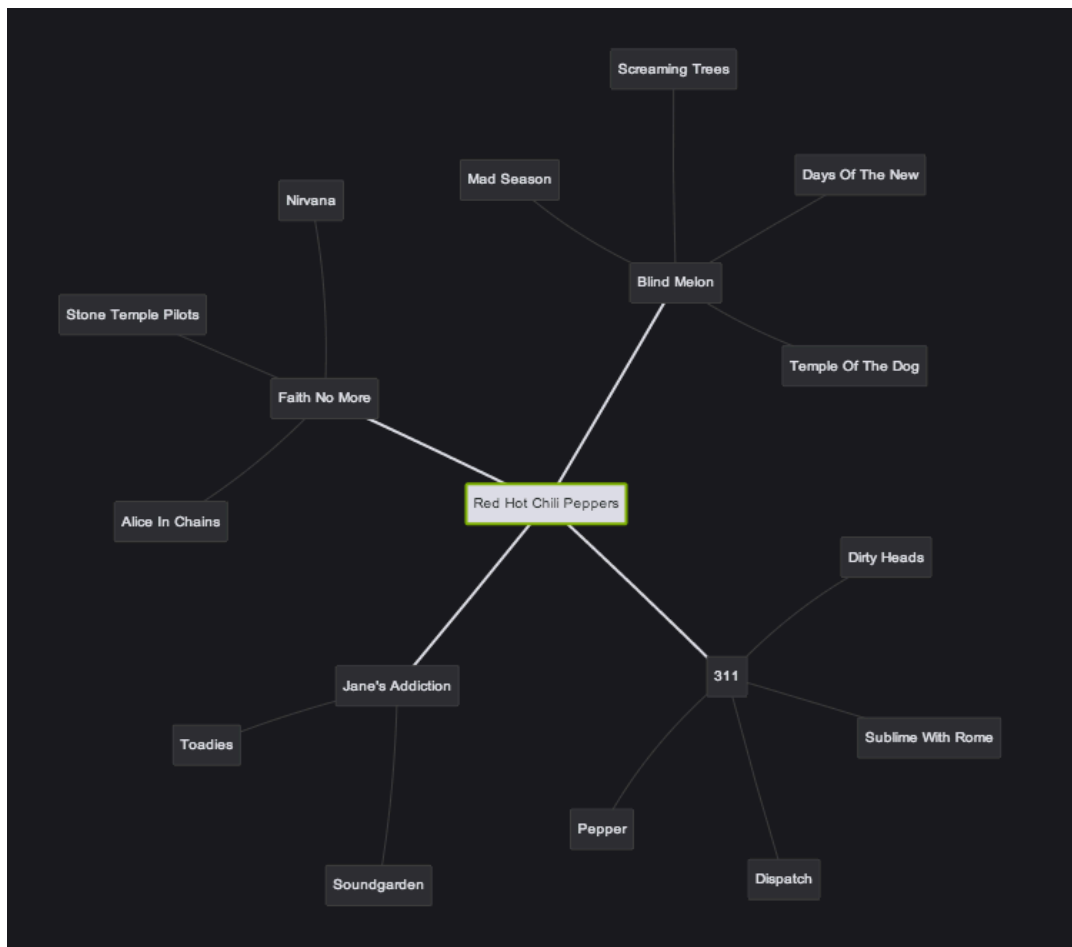 Screaming Trees
Mad Season
Days Of The New
Nirvana
Blind Melon
Stone Temple Pilots
Temple Of The Dog
Faith No More
Red Hot Chili Peppers
Alice In Chains
Dirty Heads
311
Jane's Addiction
Sublime With Rome
Toadies
Pepper
Dispatch
Soundgarden